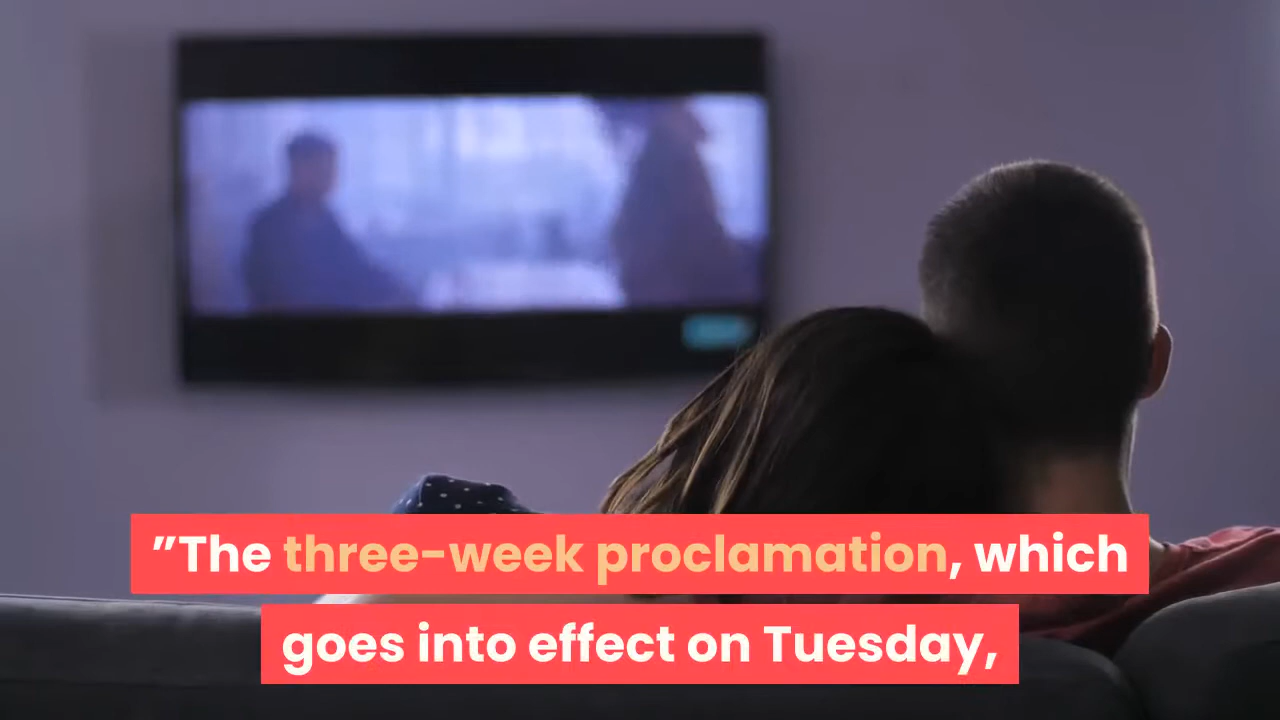 ”The three-week proclamation, which
goes into effect on Tuesday,